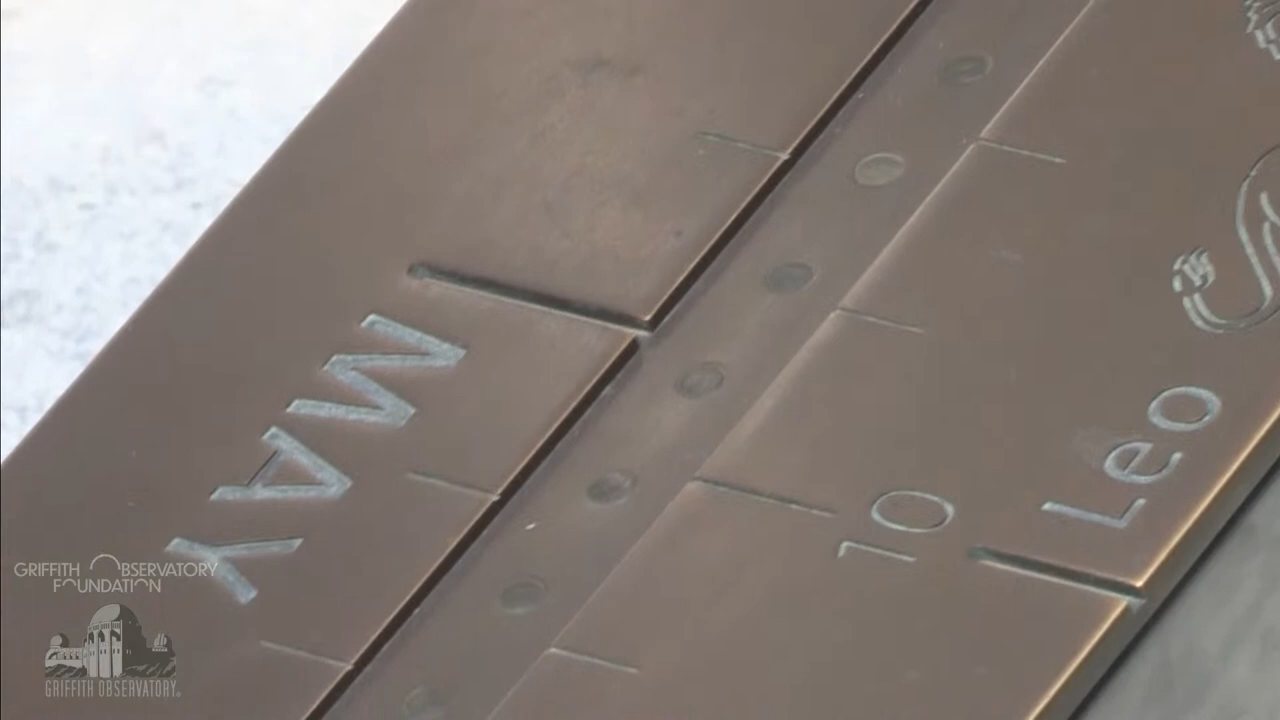 MAY
10
Leo
GRIFFITH OBSERVATORY
FOUNDATION
GRIFFITH OBSERVATORY